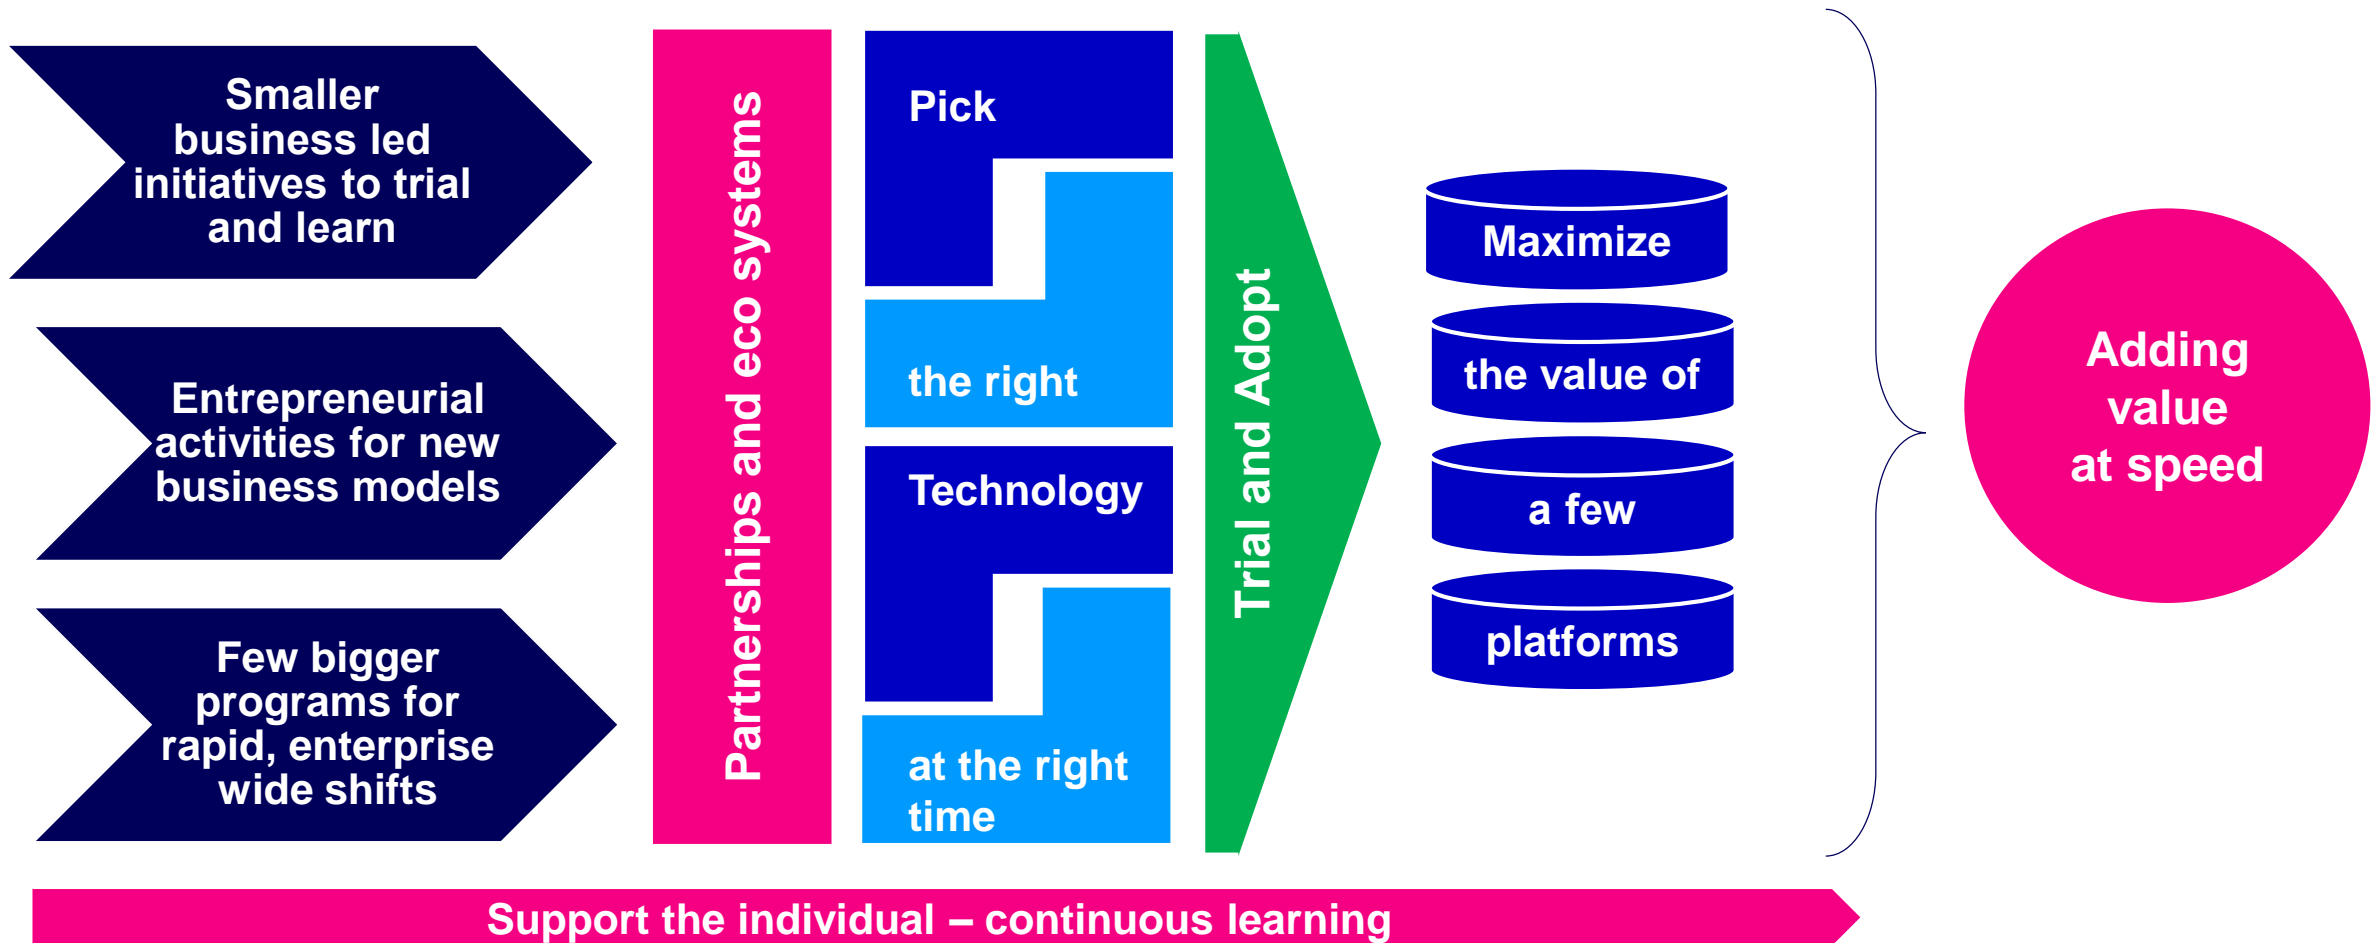 Smaller
business led
initiatives to trial
and learn
Entrepreneurial
activities for new
business models
Few bigger
programs for
rapid, enterprise
wide shifts
Partnerships and eco systems
Pick
the right
Technology
at the right
time
Trial and Adopt
Maximize
the value of
a few
platforms
Adding
value
at speed
Support the individual – continuous learning